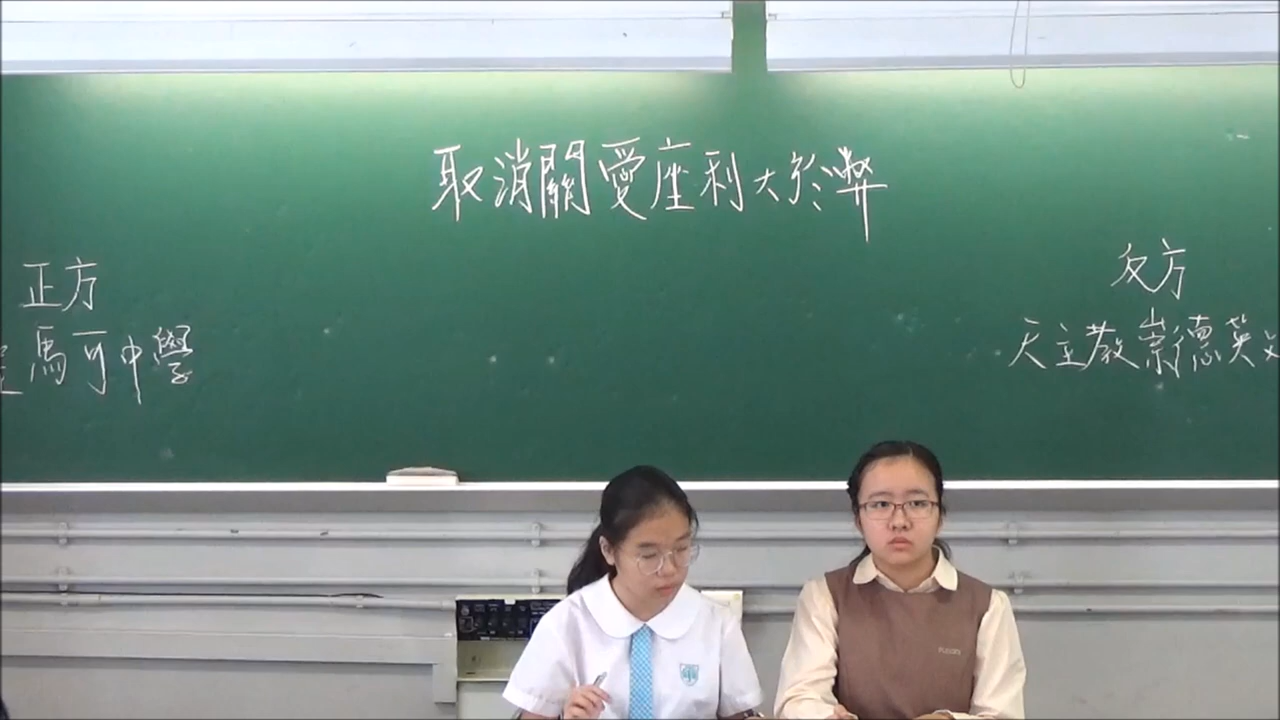 取消關愛座利大於弊
正方
馬可中學
反方
天主教崇德英文